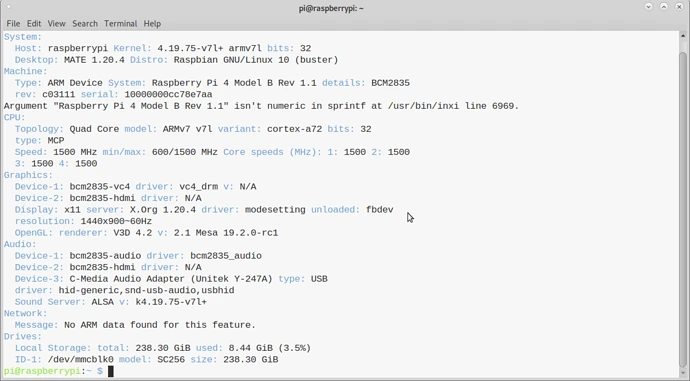 pi@raspberrypi: ~
File Edit View Search Terminal Help
System:
Host: raspberrypi Kernel: 4.19.75-v7l+ armv7l bits: 32
Desktop: MATE 1.20.4 Distro: Raspbian GNU/Linux 10 (buster)
Machine:
Type: ARM Device System: Raspberry Pi 4 Model B Rev 1.1 details: BCM2835
rev: c03111 serial: 10000000cc78e7aa
Argument "Raspberry Pi 4 Model B Rev 1.1" isn't numeric in sprintf at /usr/bin/inxi line 6969.
CPU:
Topology: Quad Core model: ARMv7 v7l variant: cortex-a72 bits: 32
type: MCP
Speed: 1500 MHz min/max: 600/1500 MHz Core speeds (MHz): 1: 1500 2: 1500
3: 1500 4: 1500
Graphics:
Device-1: bcm2835-vc4 driver: vc4_drm v: N/A
Device-2: bcm2835-hdmi driver: N/A
Display: x11 server: X.Org 1.20.4 driver: modesetting unloaded: fbdev
resolution: 1440x900~60Hz
OpenGL: renderer: V3D 4.2 v: 2.1 Mesa 19.2.0-rc1
Audio:
Device-1: bcm2835-audio driver: bcm2835_audio
Device-2: bcm2835-hdmi driver: N/A
Device-3: C-Media Audio Adapter (Unitek Y-247A) type: USB
driver: hid-generic,snd-usb-audio,usbhid
Sound Server: ALSA v: k4.19.75-v7l+
Network:
Message: No ARM data found for this feature.
Drives:
Local Storage: total: 238.30 GiB used: 8.44 GiB (3.5%)
ID-1: /dev/mmcblk0 model: SC256 size: 238.30 GiB
pi@raspberrypi:~ $